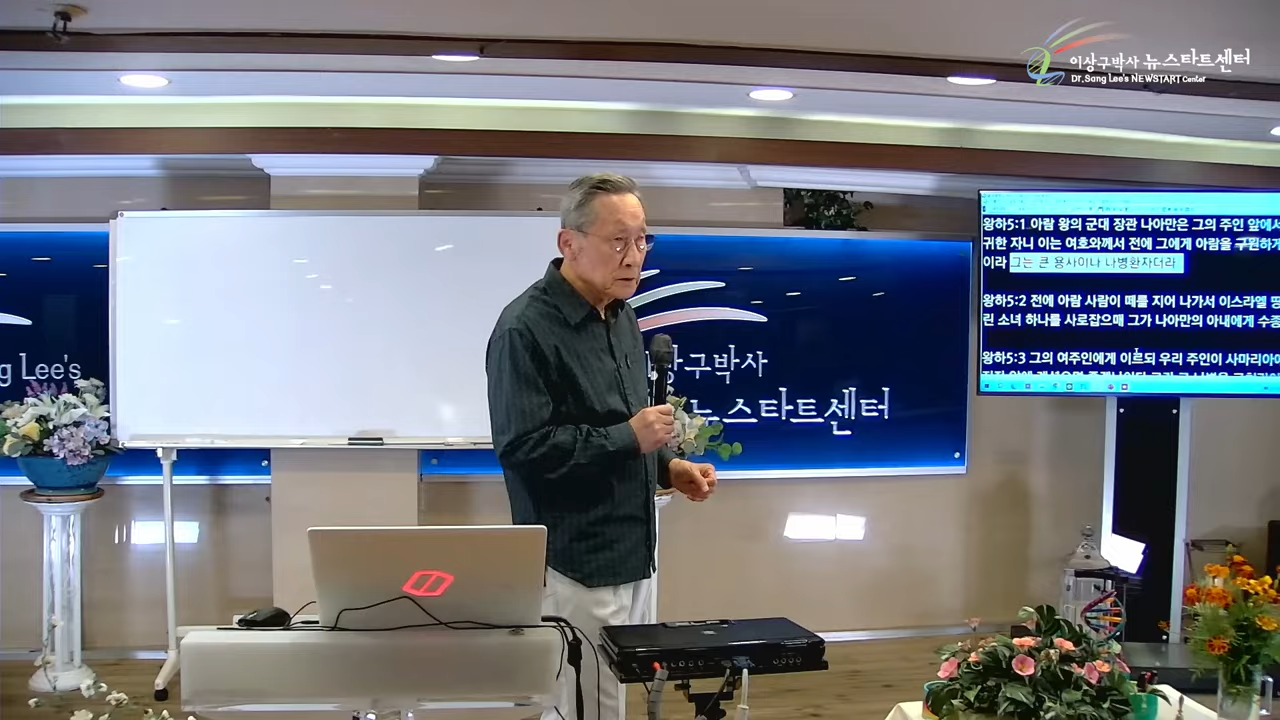 이상구박사 뉴스타트센터
Dr.Sang Lee's NEWSTART Center
왕하5:1 아람 왕의 군대 장관 나아만은 그의 주인 앞에서
귀한 자니 이는 여호와께서 전에 그에게 아람을 구원하게
이라 그는 큰 용사이나 나병환자더라
왕하5:2 전에 아람 사람이 떼를 지어 나가서 이스라엘 땅
린 소녀 하나를 사로잡으매 그가 나아만의 아내에게 수종
왕하5:3 그의 여주인에게 이르되 우리 주인이 사마리아에
g Lee's
상구박사
뉴스타트센터